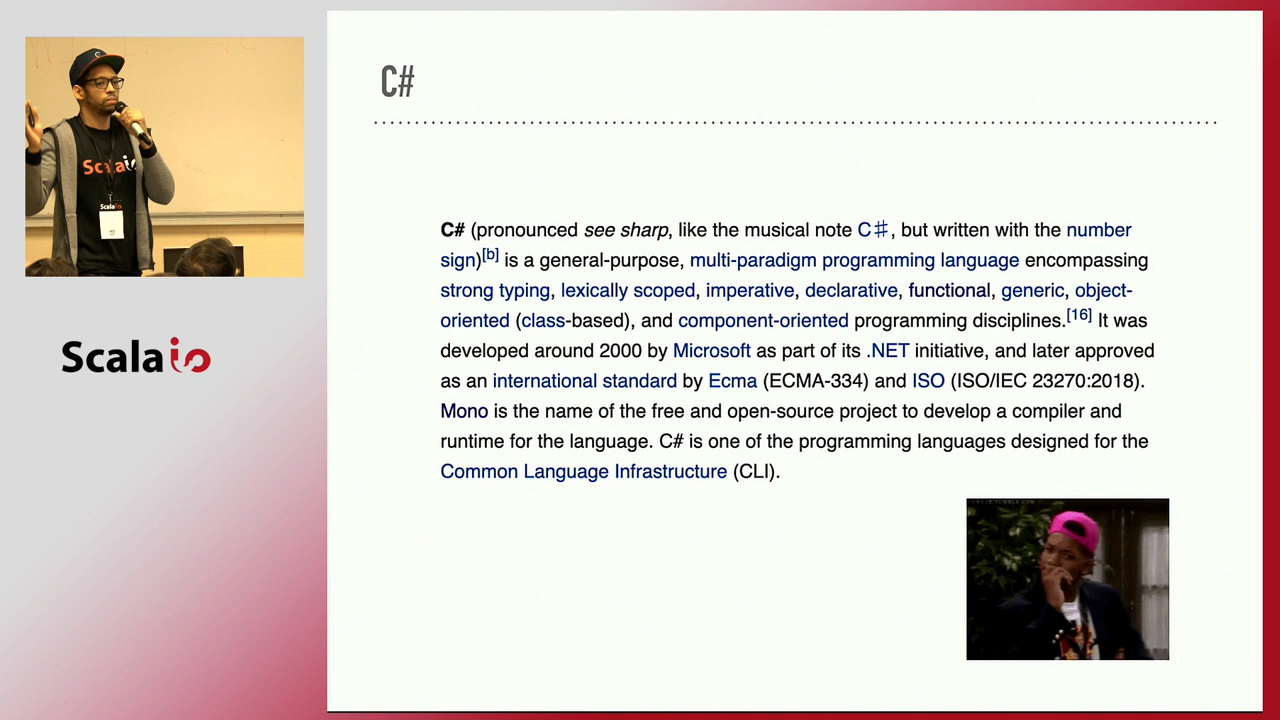 C#
C# (pronounced see sharp, like the musical note C♯, but written with the number
sign)[b] is a general-purpose, multi-paradigm programming language encompassing
strong typing, lexically scoped, imperative, declarative, functional, generic, object-
oriented (class-based), and component-oriented programming disciplines.[16] It was
developed around 2000 by Microsoft as part of its .NET initiative, and later approved
as an international standard by Ecma (ECMA-334) and ISO (ISO/IEC 23270:2018).
Mono is the name of the free and open-source project to develop a compiler and
runtime for the language. C# is one of the programming languages designed for the
Common Language Infrastructure (CLI).
Scalaio
Scala
Scalaio